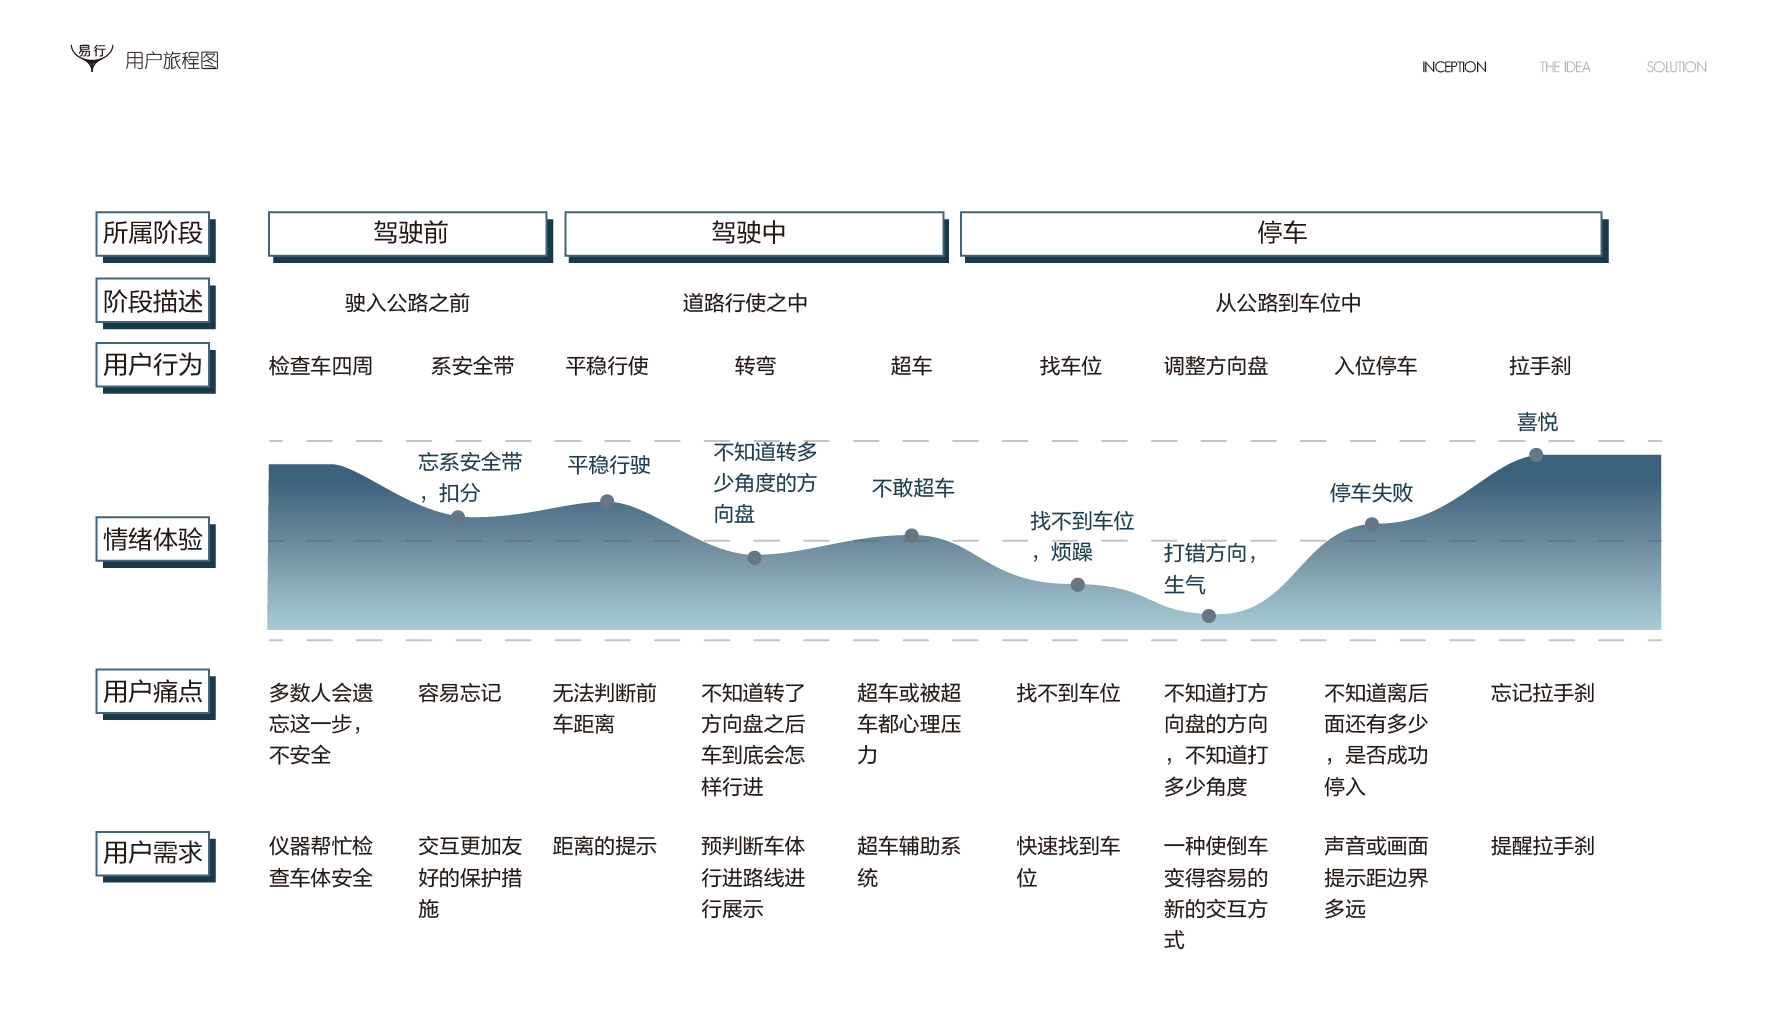 易行
用户旅程图
INCEPTION
THE IDEA
SOLUTION
所属阶段
驾驶前
驾驶中
停车
阶段描述
驶入公路之前
道路行使之中
从公路到车位中
用户行为
检查车四周
系安全带
平稳行使
转弯
超车
找车位
调整方向盘
入位停车
拉手刹
情绪体验
忘系安全带
，扣分
平稳行驶
不知道转多
少角度的方
向盘
不敢超车
找不到车位
，烦躁
打错方向，
生气
停车失败
喜悦
用户痛点
多数人会遗
忘这一步，
不安全
容易忘记
无法判断前
车距离
不知道转了
方向盘之后
车到底会怎
样行进
超车或被超
车都心理压
力
找不到车位
不知道打方
向盘的方向
，不知道打
多少角度
不知道离后
面还有多少
，是否成功
停入
忘记拉手刹
用户需求
仪器帮忙检
查车体安全
交互更加友
好的保护措
施
距离的提示
预判断车体
行进路线进
行展示
超车辅助系
统
快速找到车
位
一种使倒车
变得容易的
新的交互方
式
声音或画面
提示距边界
多远
提醒拉手刹